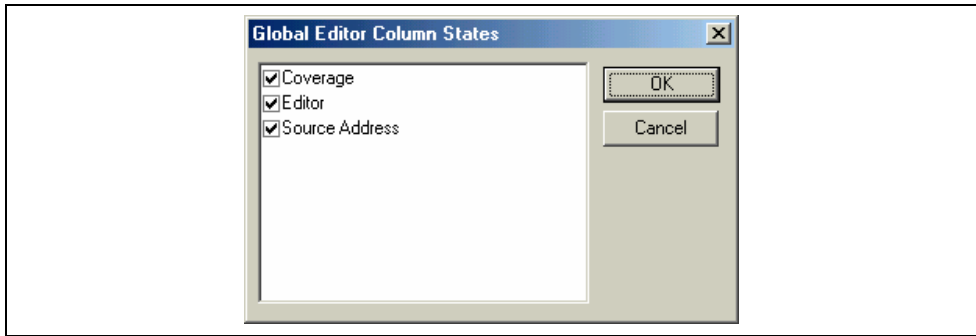 Global Editor Column States
Coverage
Editor
Source Address
OK
Cancel